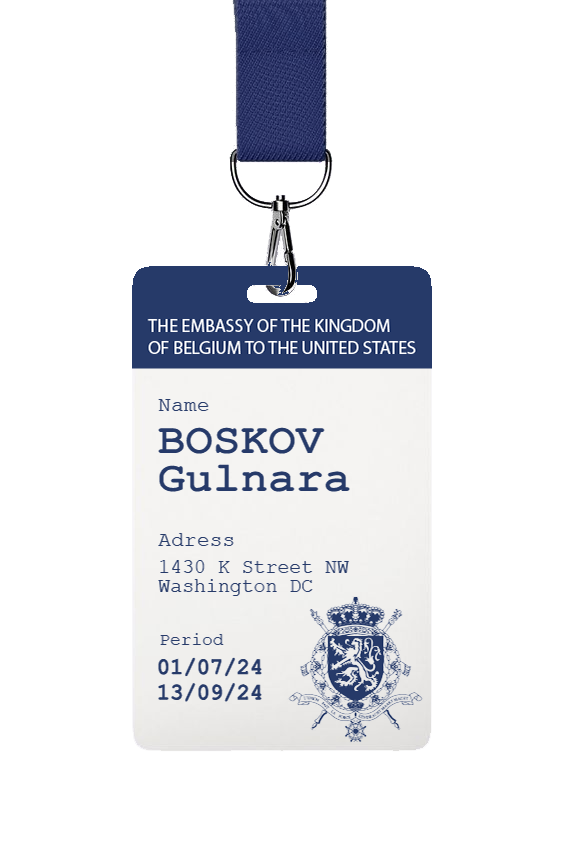 THE EMBASSY OF THE KINGDOM
OF BELGIUM TO THE UNITED STATES
Name
BOSKOV
Gulnara
Adress
1430 K Street NW
Washington DC
Period
01/07/24
13/09/24